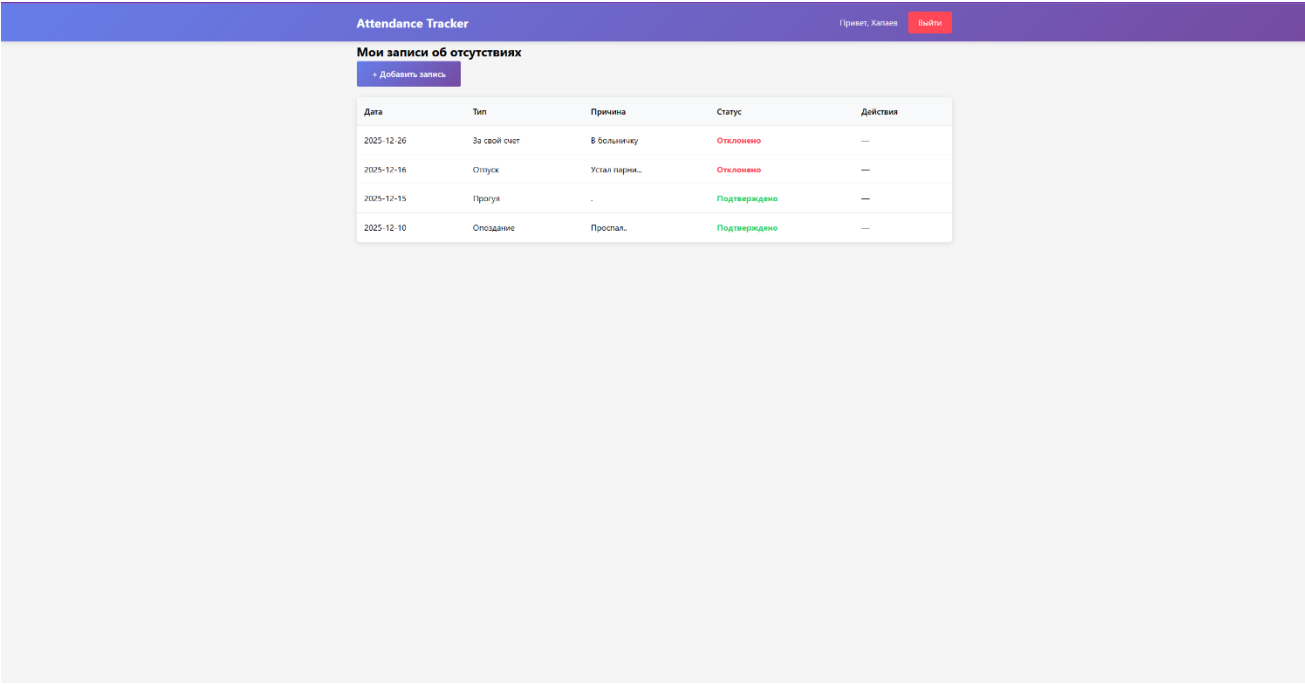 Attendance Tracker Привет, Хапаев Выйти
Мои записи об отсутствиях
+ Добавить запись
Дата Тип Причина Статус Действия
2025-12-26 За свой счет В больничку Отклонено —
2025-12-16 Отпуск Устал парни... Отклонено —
2025-12-15 Прогул . Подтверждено —
2025-12-10 Опоздание Проспал.. Подтверждено —